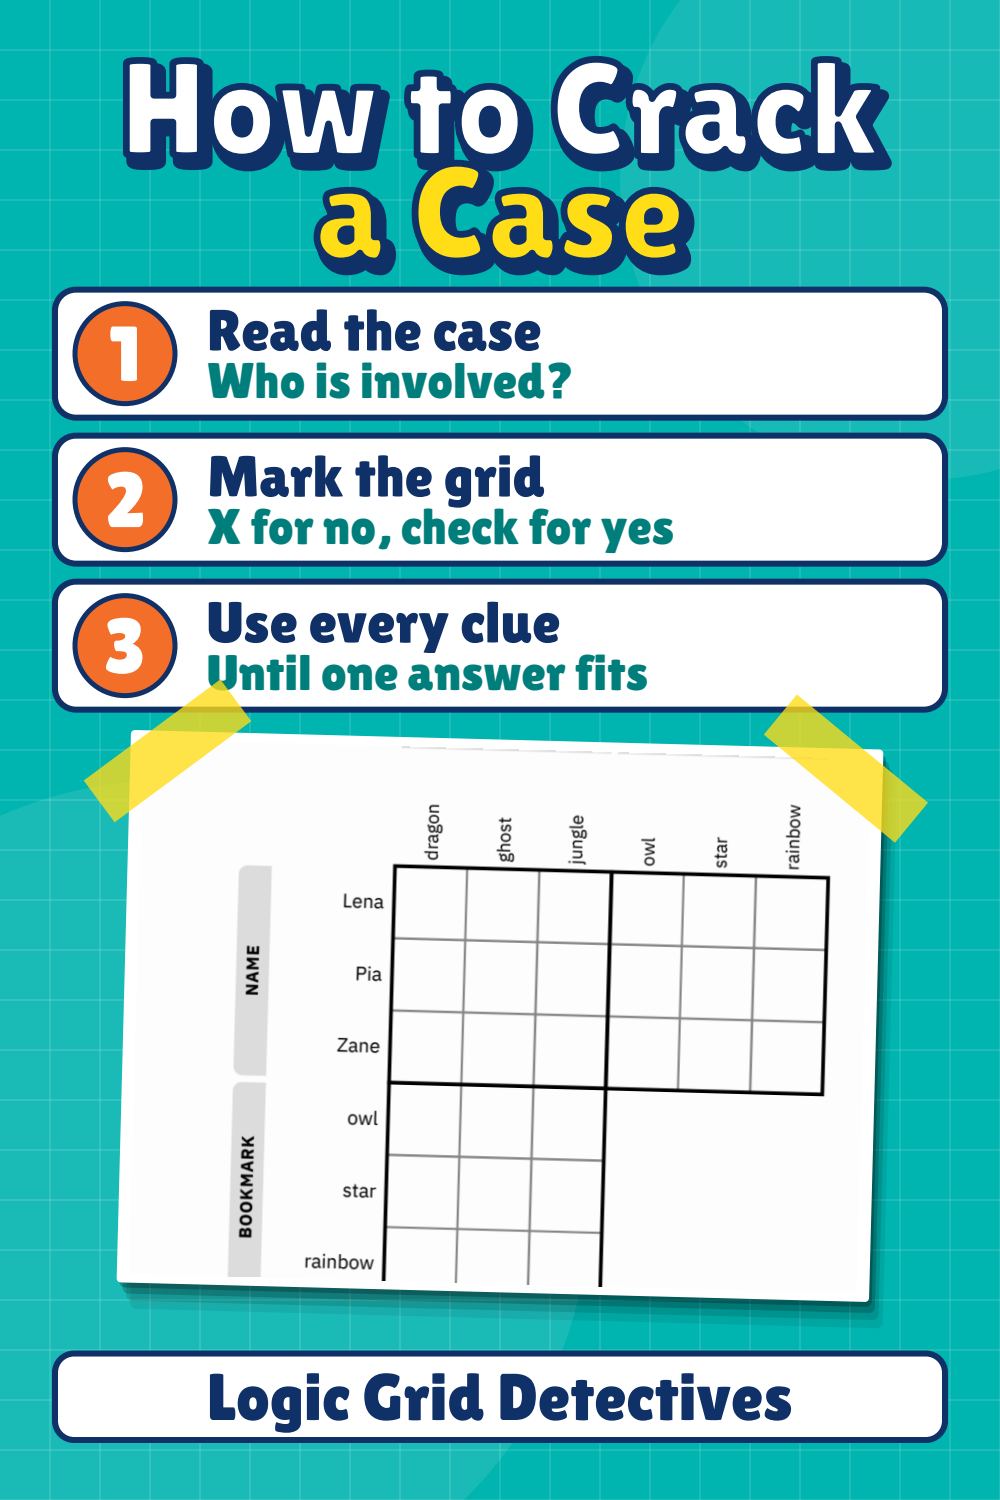 How to Crack
a Case
1
Read the case
Who is involved?
2
Mark the grid
X for no, check for yes
3
Use every clue
Until one answer fits
dragon
ghost
jungle
owl
star
rainbow
NAME
Lena
Pia
Zane
BOOKMARK
owl
star
rainbow
Logic Grid Detectives